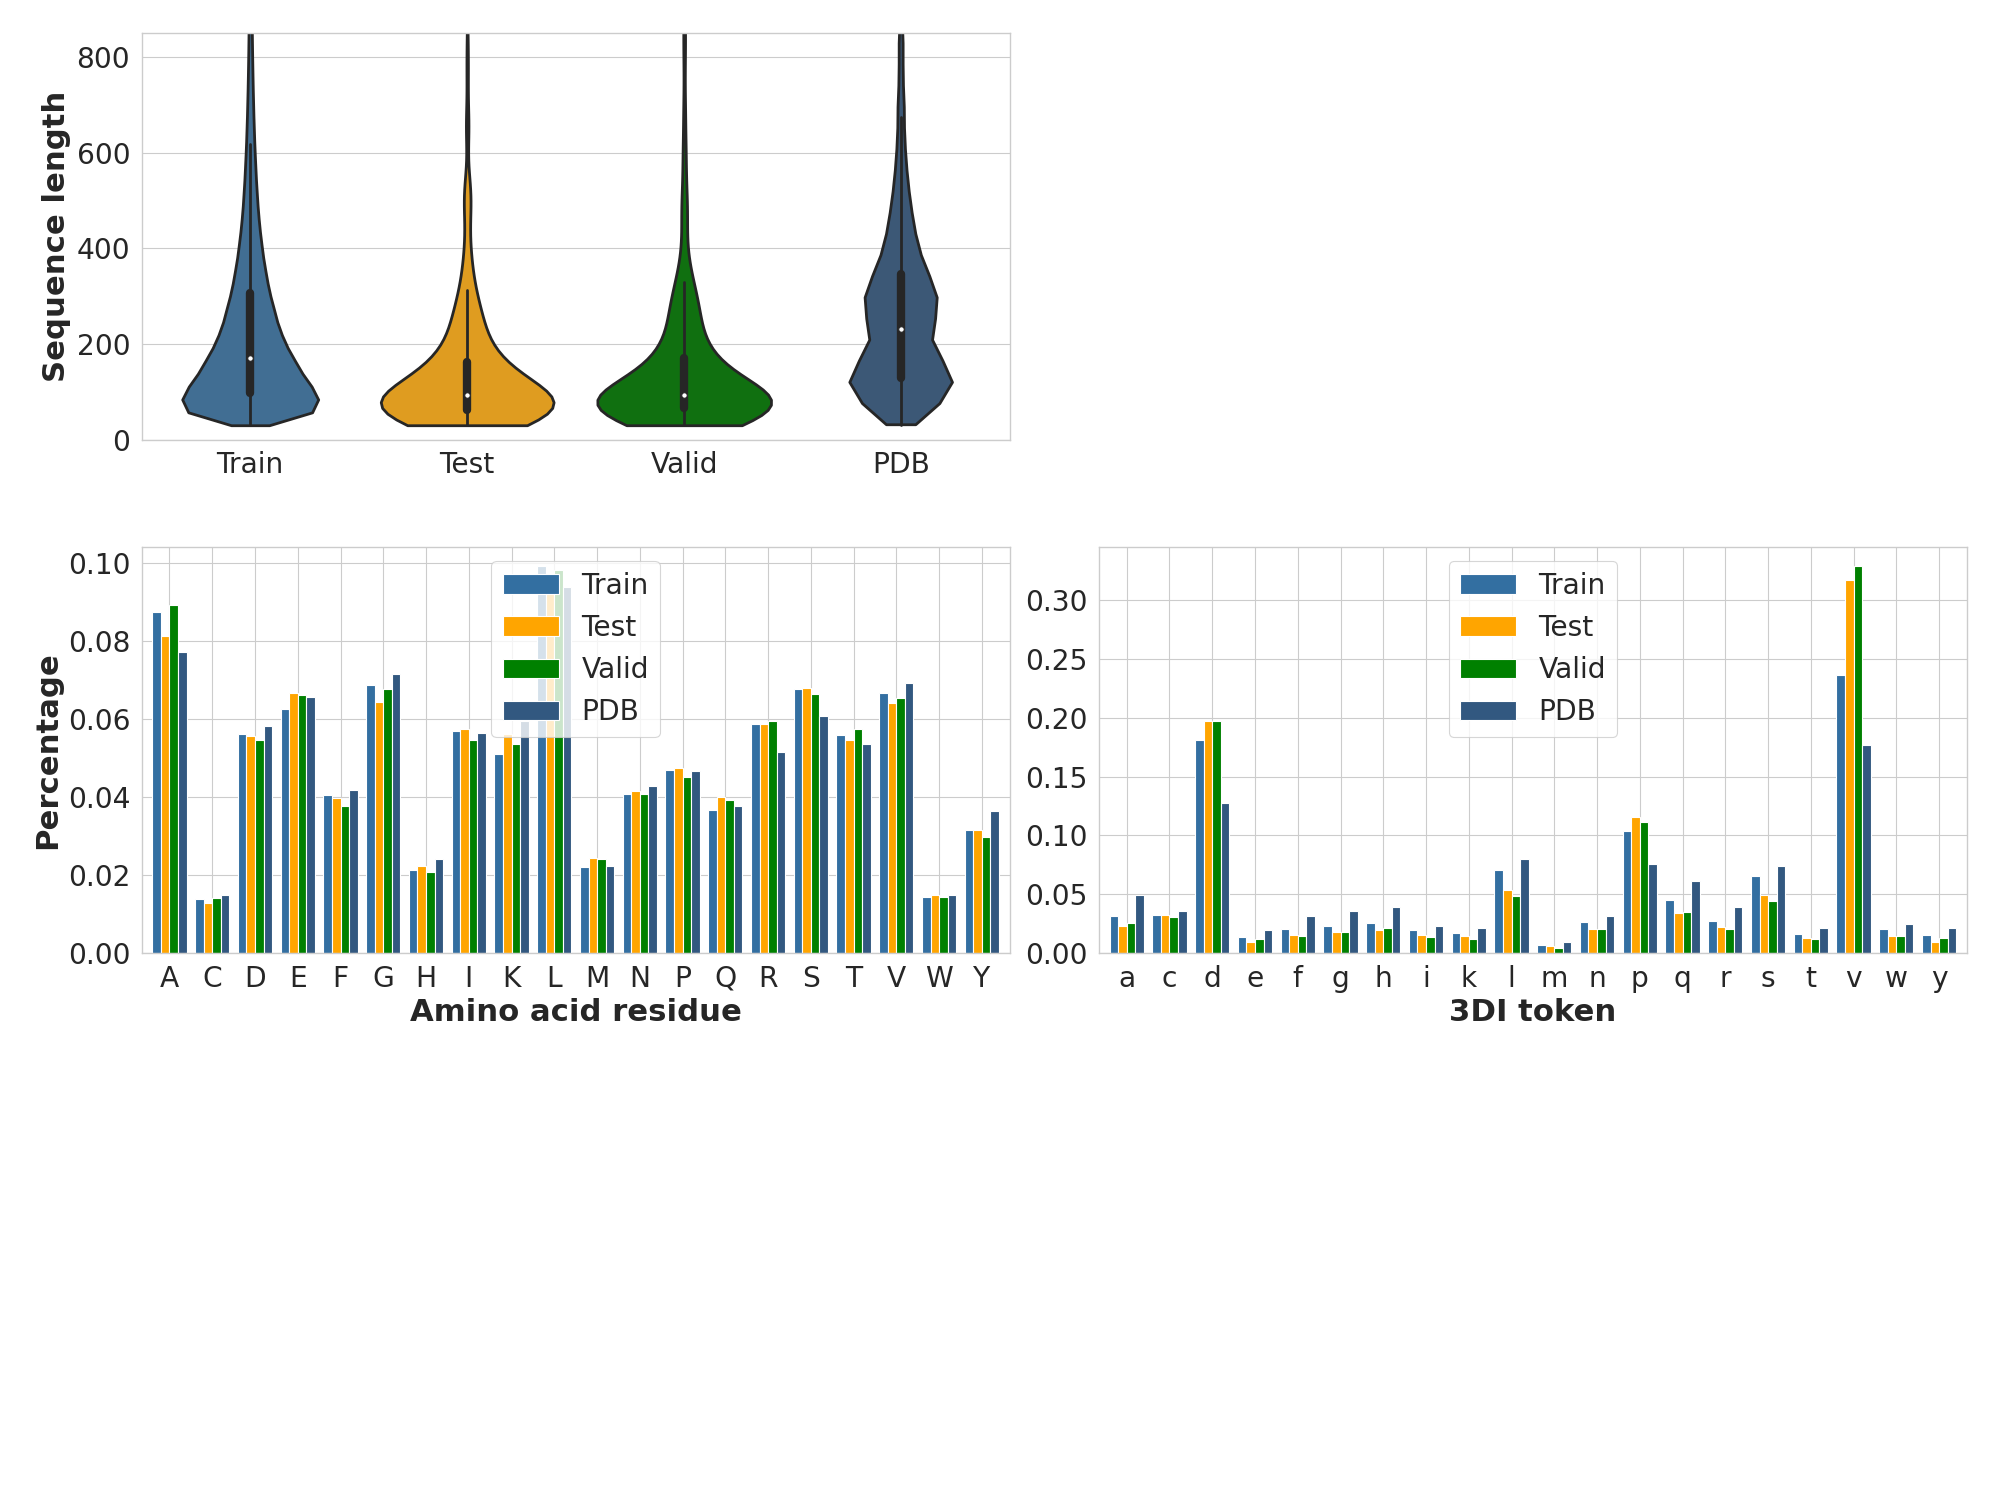 Sequence length
800
600
400
200
0
Train Test Valid PDB
Percentage
0.10
0.08
0.06
0.04
0.02
0.00
Train
Test
Valid
PDB
A C D E F G H I K L M N P Q R S T V W Y
Amino acid residue
0.30
0.25
0.20
0.15
0.10
0.05
0.00
Train
Test
Valid
PDB
a c d e f g h i k l m n p q r s t v w y
3DI token